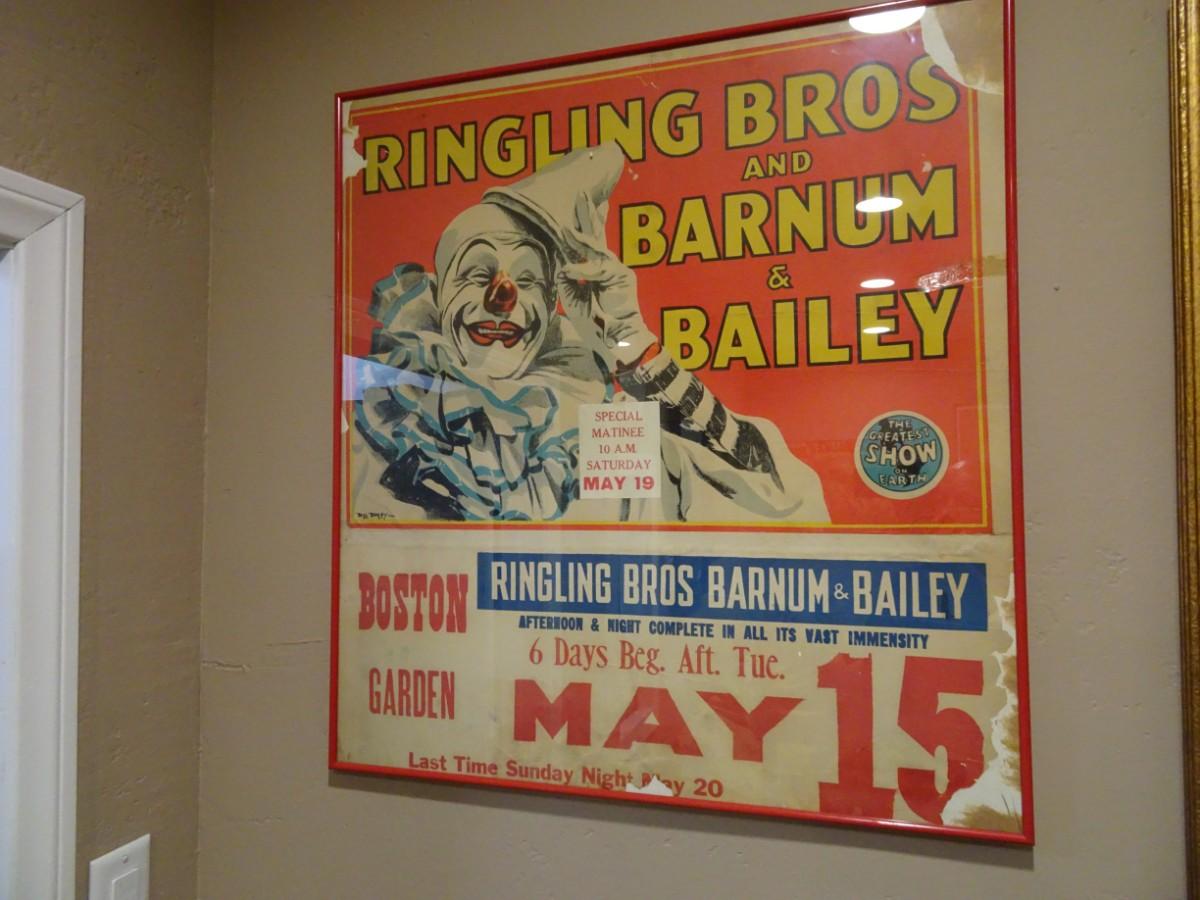 RINGLING BROS
AND
BARNUM
&
BAILEY
SPECIAL
MATINEE
10 A.M.
SATURDAY
MAY 19
THE
GREATEST
SHOW
ON
EARTH
BOSTON
GARDEN
RINGLING BROS BARNUM & BAILEY
AFTERNOON & NIGHT COMPLETE IN ALL ITS VAST IMMENSITY
6 Days Beg. Aft. Tue.
MAY 15
Last Time Sunday Night May 20